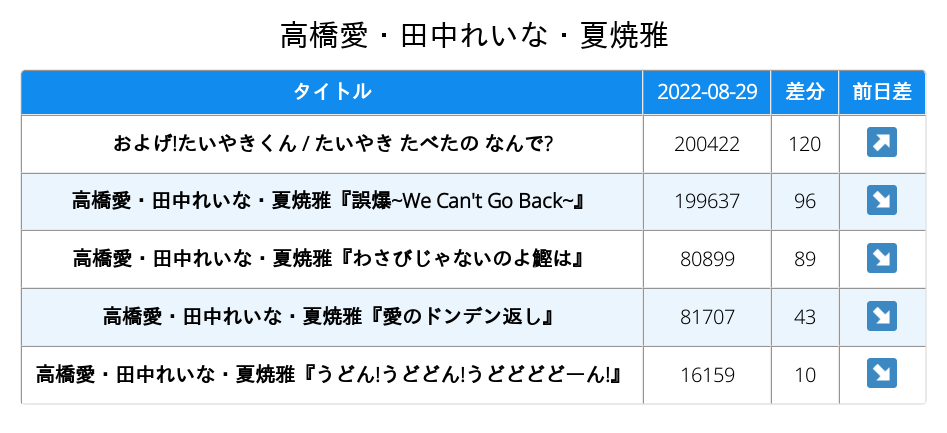 高橋愛・田中れいな・夏焼雅
タイトル 2022-08-29 差分 前日差
およげ!たいやきくん / たいやき たべたの なんで? 200422 120 ↗
高橋愛・田中れいな・夏焼雅『誤爆~We Can't Go Back~』 199637 96 ↘
高橋愛・田中れいな・夏焼雅『わさびじゃないのよ鰹は』 80899 89 ↘
高橋愛・田中れいな・夏焼雅『愛のドンデン返し』 81707 43 ↘
高橋愛・田中れいな・夏焼雅『うどん!うどどん!うどどどどーん!』 16159 10 ↘